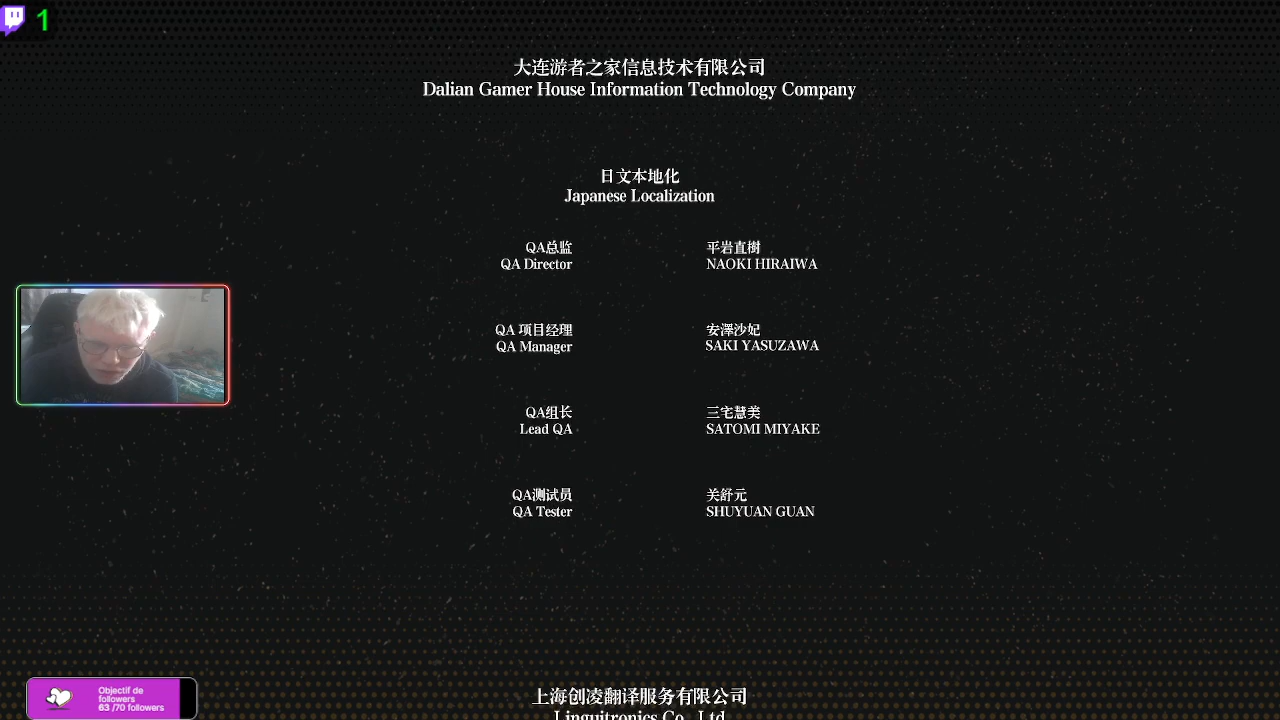 1
大连游者之家信息技术有限公司
Dalian Gamer House Information Technology Company
日文本地化
Japanese Localization
QA总监
QA Director
平岩直樹
NAOKI HIRAIWA
QA 项目经理
QA Manager
安澤沙妃
SAKI YASUZAWA
QA组长
Lead QA
三宅慧美
SATOMI MIYAKE
QA测试员
QA Tester
关舒元
SHUYUAN GUAN
上海创凌翻译服务有限公司
Linguitronics Co., Ltd.
Objectif de
followers
63 /70 followers